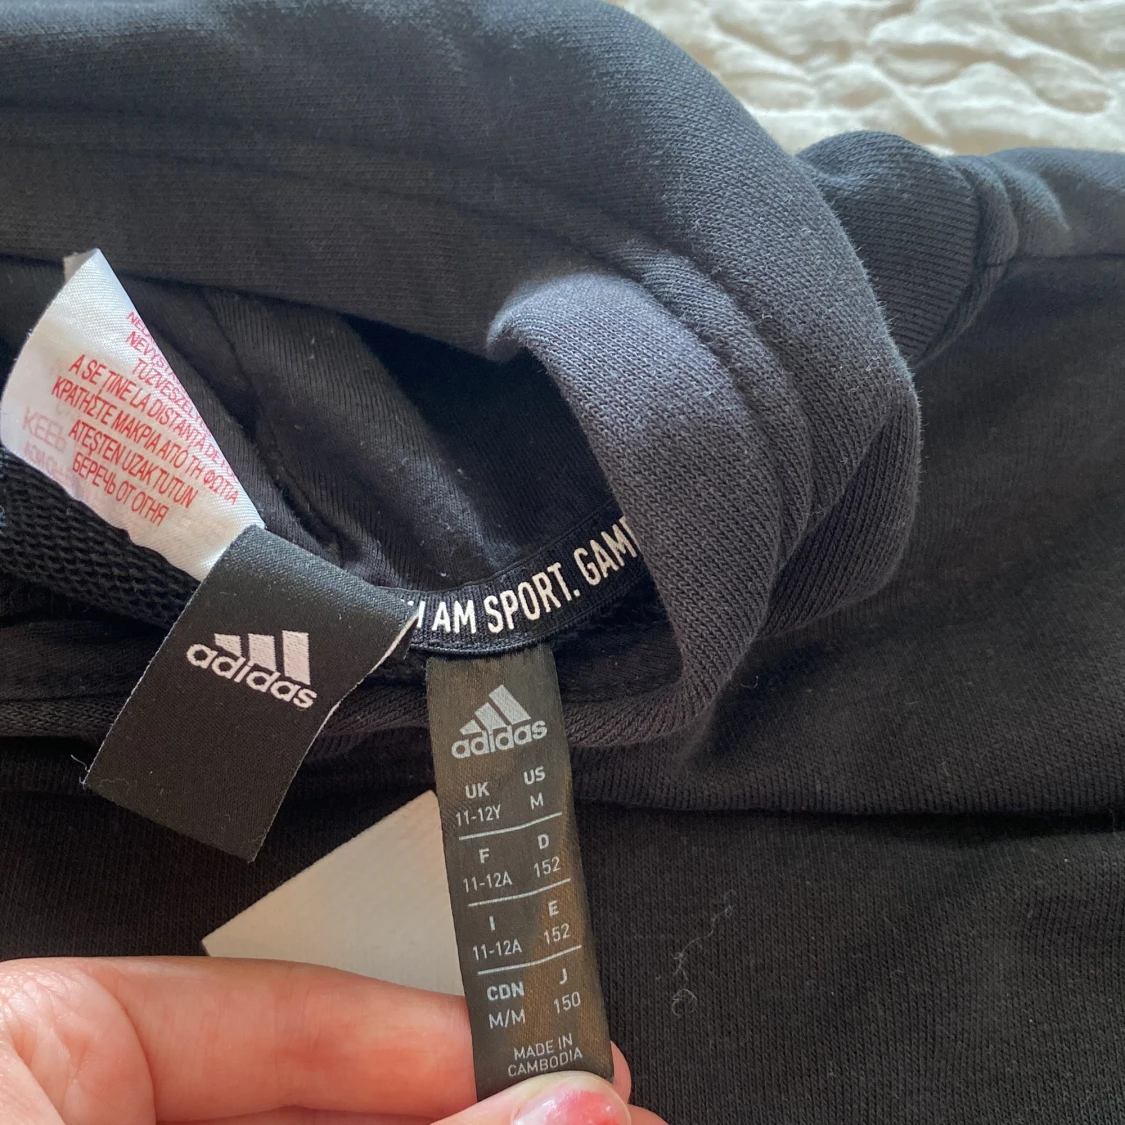 A SE ȚINE LA DISTANȚĂ DE
ΚΡΑΤΗΣΤΕ ΜΑΚΡΙΑ ΑΠΟ ΤΗ ΦΩΤΙΑ
ATEŞTEN UZAK TUTUN
БЕРЕЧЬ ОТ ОГНЯ
adidas
I AM SPORT.
adidas
UK US
11-12Y M
F D
11-12A 152
I E
11-12A 152
CDN J
M/M 150
MADE IN
CAMBODIA